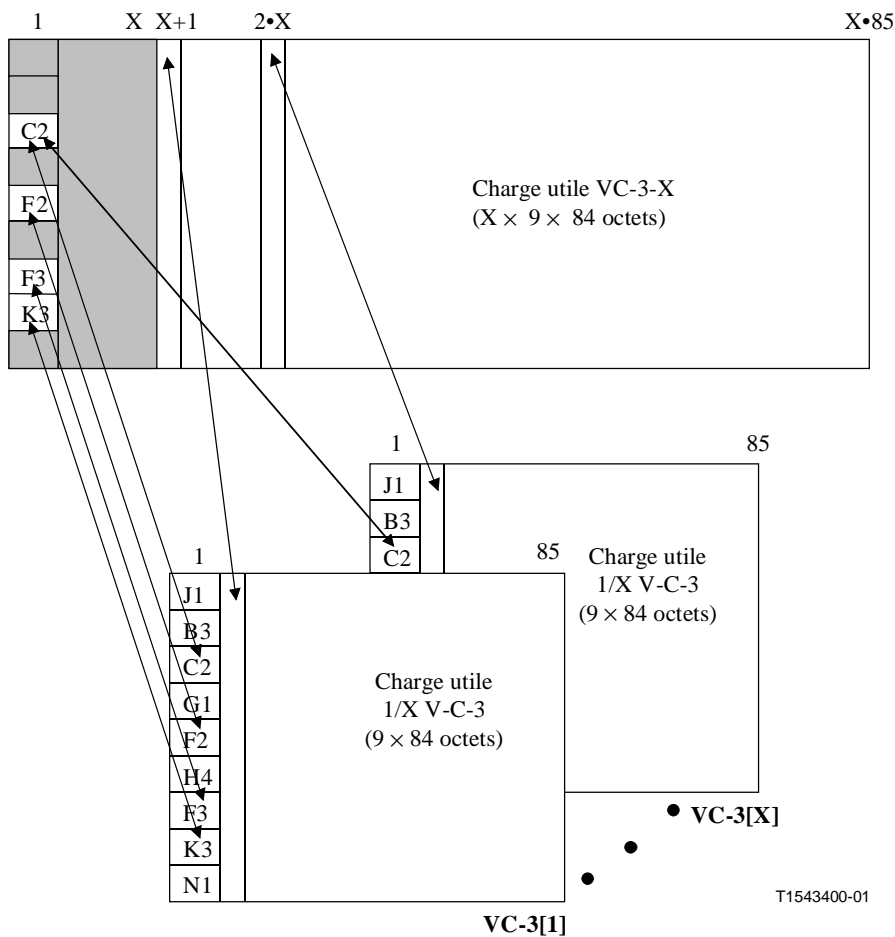 1 X X+1 2•X X•85
C2
F2
F3
K3
Charge utile VC-3-X
(X × 9 × 84 octets)
1 85
J1
B3
C2
Charge utile
1/X V-C-3
(9 × 84 octets)
1 85
J1
B3
C2
G1
F2
H4
F3
K3
N1
Charge utile
1/X V-C-3
(9 × 84 octets)
VC-3[X]
VC-3[1]
T1543400-01